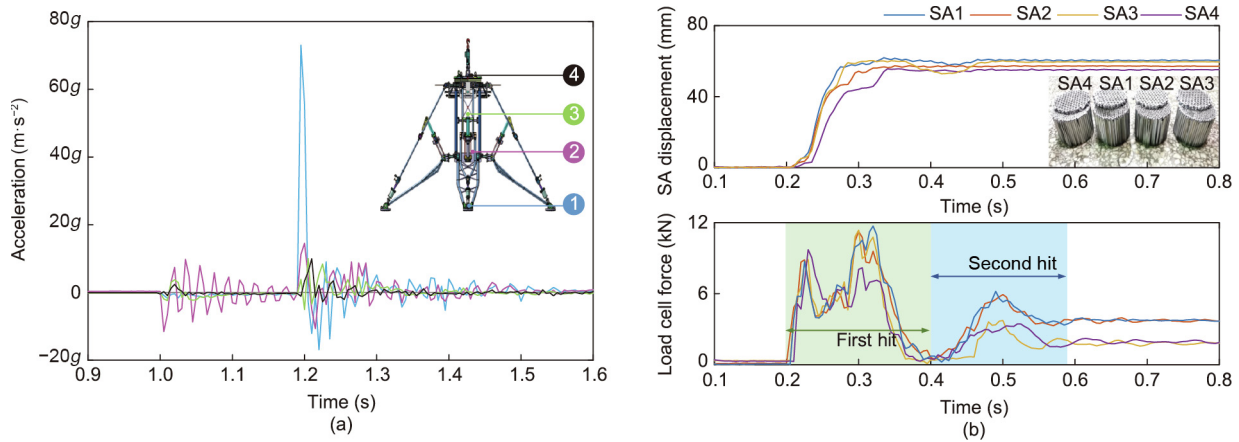 80g
60g
40g
20g
0
−20g
Acceleration (m· s⁻²)
4
3
2
1
0.9 1.0 1.1 1.2 1.3 1.4 1.5 1.6
Time (s)
(a)
SA1 SA2 SA3 SA4
SA displacement (mm)
80
40
0
SA4 SA1 SA2 SA3
0.1 0.2 0.3 0.4 0.5 0.6 0.7 0.8
Time (s)
Load cell force (kN)
12
6
0
Second hit
First hit
0.1 0.2 0.3 0.4 0.5 0.6 0.7 0.8
Time (s)
(b)